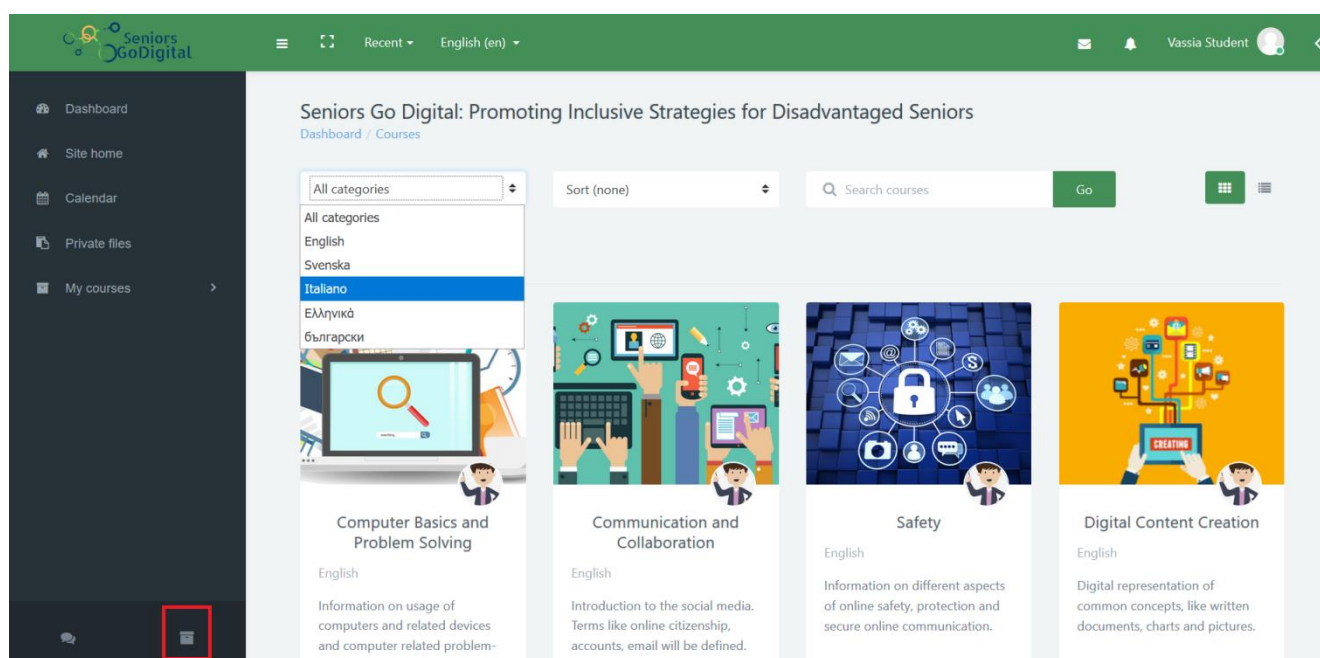 Seniors
GoDigital
Recent
English (en)
Vassia Student
Dashboard
Site home
Calendar
Private files
My courses
Seniors Go Digital: Promoting Inclusive Strategies for Disadvantaged Seniors
Dashboard / Courses
All categories
Sort (none)
Search courses
Go
All categories
English
Svenska
Italiano
Ελληνικά
български
CREATING
Computer Basics and
Problem Solving
English
Information on usage of
computers and related devices
and computer related problem-
Communication and
Collaboration
English
Introduction to the social media.
Terms like online citizenship,
accounts, email will be defined.
Safety
English
Information on different aspects
of online safety, protection and
secure online communication.
Digital Content Creation
English
Digital representation of
common concepts, like written
documents, charts and pictures.